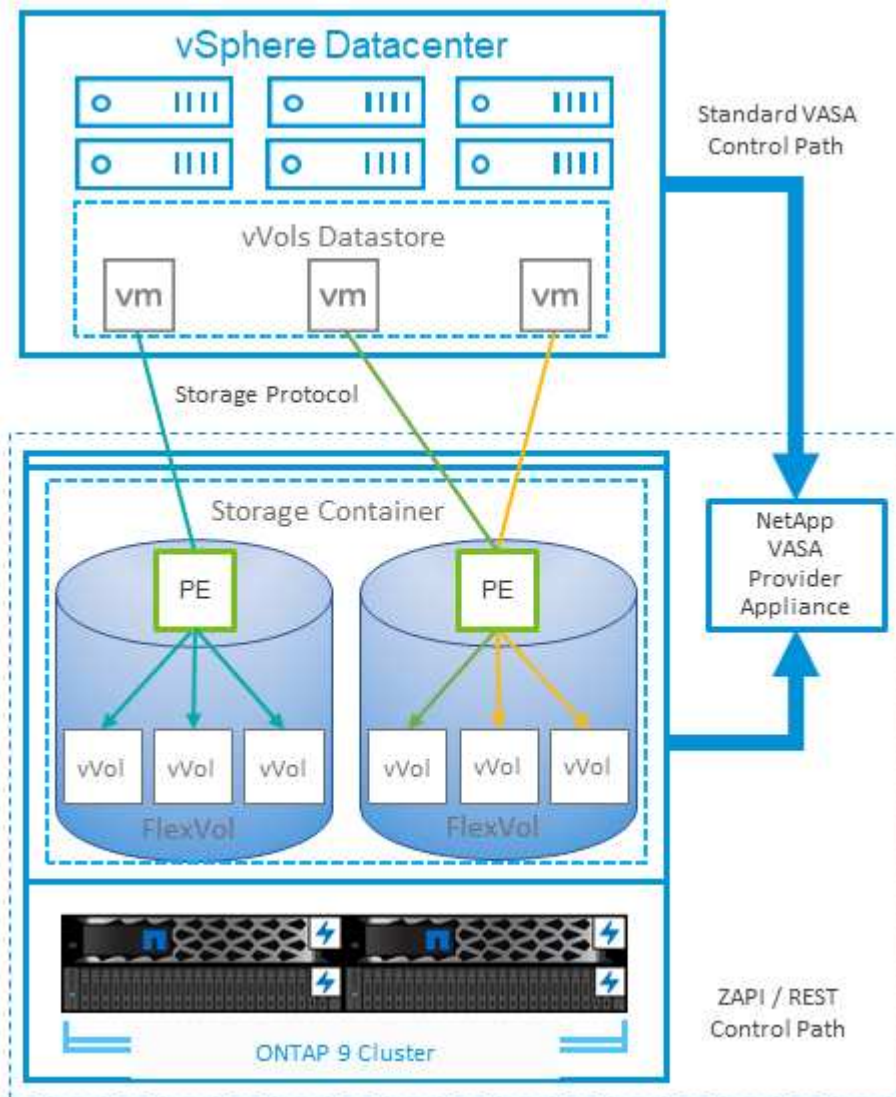 vSphere Datacenter
Standard VASA
Control Path
vVols Datastore
vm vm vm
Storage Protocol
Storage Container
NetApp
VASA
Provider
Appliance
PE PE
vVol vVol vVol vVol vVol vVol
FlexVol FlexVol
ZAPI / REST
Control Path
ONTAP 9 Cluster